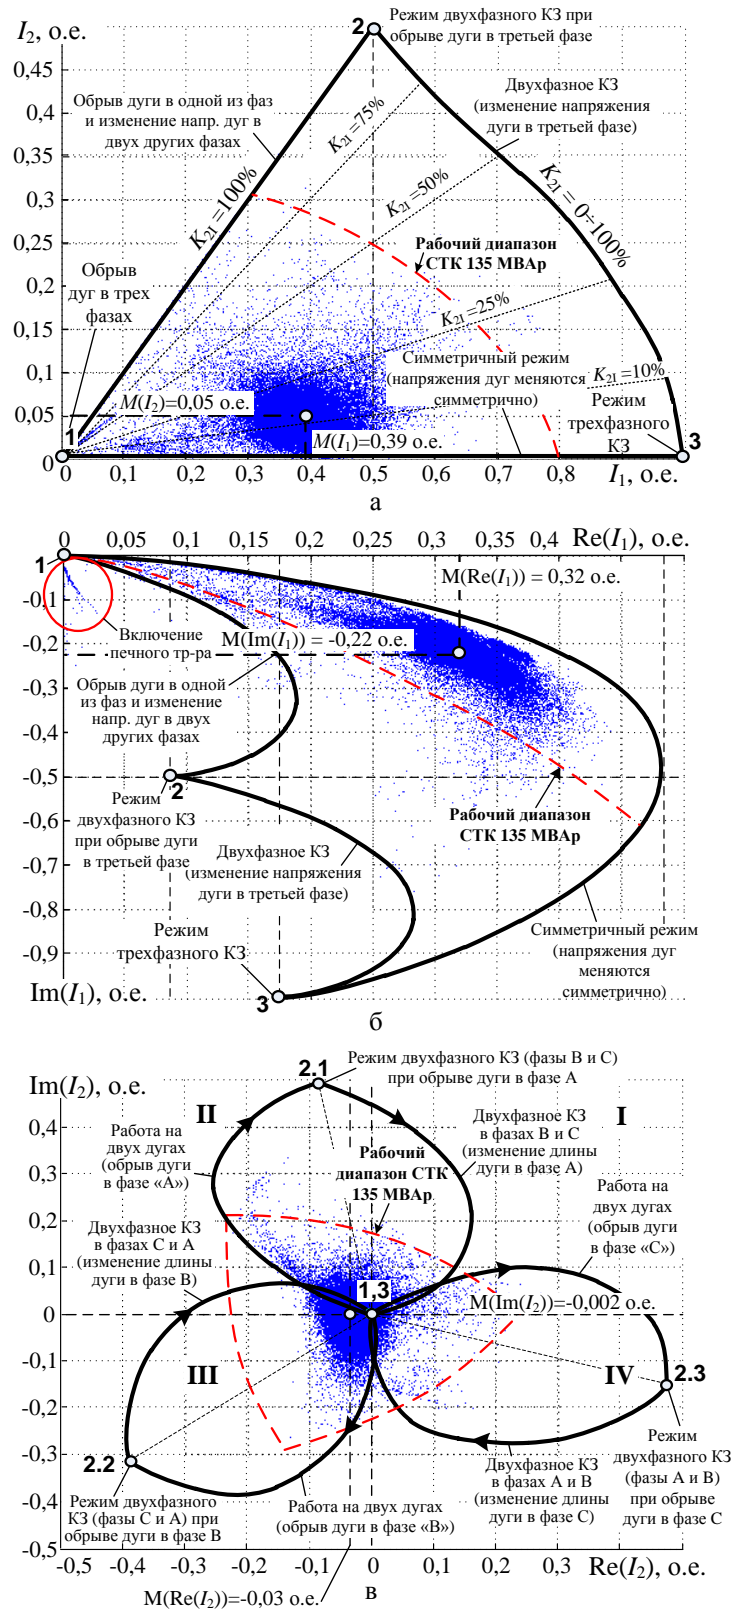 I₂, о.е.
Режим двухфазного КЗ при
обрыве дуги в третьей фазе
2
0,45
0,4
0,35
0,3
0,25
0,2
0,15
0,1
0,05
0
Обрыв дуги в одной из фаз
и изменение напр. дуг в
двух других фазах
K₂₁=75%
Двухфазное КЗ
(изменение напряжения
дуги в третьей фазе)
K₂₁=100%
K₂₁=50%
K₂₁= 0÷100%
Рабочий диапазон
СТК 135 МВАр
Обрыв
дуг в трех
фазах
K₂₁=25%
Симметричный режим
(напряжения дуг меняются
симметрично)
K₂₁=10%
M(I₂)=0,05 о.е.
M(I₁)=0,39 о.е.
Режим
трехфазного
КЗ
1
3
0 0,1 0,2 0,3 0,4 0,5 0,6 0,7 0,8 I₁, о.е.
а
0 0,05 0,1 0,15 0,2 0,25 0,3 0,35 0,4 Re(I₁), о.е.
1
M(Re(I₁)) = 0,32 о.е.
-0,1
-0,2
-0,3
-0,4
-0,5
-0,6
-0,7
-0,8
-0,9
Im(I₁), о.е.
Включение
печного тр-ра
M(Im(I₁)) = -0,22 о.е.
Обрыв дуги в одной
из фаз и изменение
напр. дуг в двух
других фазах
2
Режим
двухфазного КЗ
при обрыве дуги
в третьей фазе
Рабочий диапазон
СТК 135 МВАр
Двухфазное КЗ
(изменение напряжения
дуги в третьей фазе)
Режим
трехфазного КЗ
Симметричный режим
(напряжения дуг
меняются
симметрично)
3
б
Im(I₂), о.е.
2.1
Режим двухфазного КЗ (фазы B и C)
при обрыве дуги в фазе A
0,4
0,3
0,2
0,1
0
-0,1
-0,2
-0,3
-0,4
-0,5
II
I
Работа на
двух дугах
(обрыв дуги
в фазе «A»)
Двухфазное КЗ
в фазах B и C
(изменение длины
дуги в фазе A)
Рабочий
диапазон СТК
135 МВАр
Работа на
двух дугах
(обрыв дуги
в фазе «C»)
Двухфазное КЗ
в фазах C и A
(изменение длины
дуги в фазе B)
1,3
M(Im(I₂))=-0,002 о.е.
III
IV
2.3
2.2
Режим двухфазного
КЗ (фазы C и A) при
обрыве дуги в фазе B
Работа на двух дугах
(обрыв дуги в фазе «B»)
Двухфазное КЗ
в фазах A и B
(изменение длины
дуги в фазе C)
Режим
двухфазного КЗ
(фазы A и B)
при обрыве
дуги в фазе C
-0,5 -0,4 -0,3 -0,2 -0,1 0 0,1 0,2 0,3 Re(I₂), о.е.
M(Re(I₂))=-0,03 о.е.
в